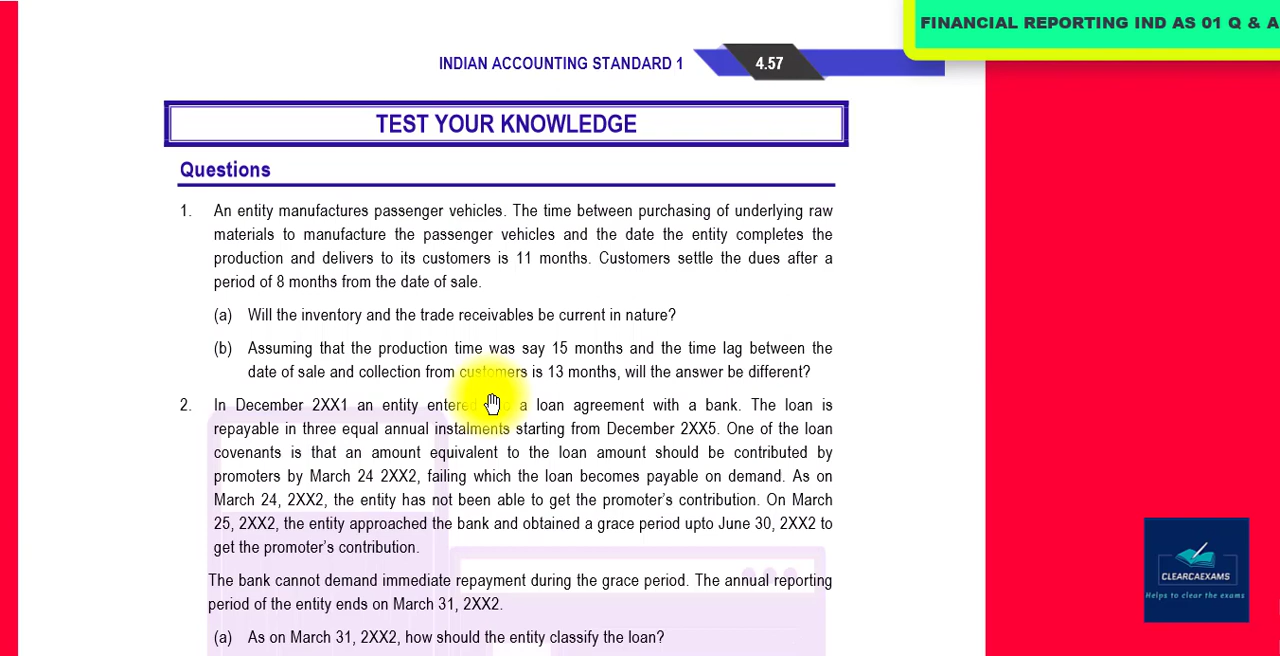 FINANCIAL REPORTING IND AS 01 Q & A
INDIAN ACCOUNTING STANDARD 1
4.57
TEST YOUR KNOWLEDGE
Questions
1. An entity manufactures passenger vehicles. The time between purchasing of underlying raw
materials to manufacture the passenger vehicles and the date the entity completes the
production and delivers to its customers is 11 months. Customers settle the dues after a
period of 8 months from the date of sale.
(a) Will the inventory and the trade receivables be current in nature?
(b) Assuming that the production time was say 15 months and the time lag between the
date of sale and collection from customers is 13 months, will the answer be different?
2. In December 2XX1 an entity entered a loan agreement with a bank. The loan is
repayable in three equal annual instalments starting from December 2XX5. One of the loan
covenants is that an amount equivalent to the loan amount should be contributed by
promoters by March 24 2XX2, failing which the loan becomes payable on demand. As on
March 24, 2XX2, the entity has not been able to get the promoter's contribution. On March
25, 2XX2, the entity approached the bank and obtained a grace period upto June 30, 2XX2 to
get the promoter's contribution.
The bank cannot demand immediate repayment during the grace period. The annual reporting
period of the entity ends on March 31, 2XX2.
(a) As on March 31, 2XX2, how should the entity classify the loan?
CLEARCAEXAMS
Helps to clear the exams